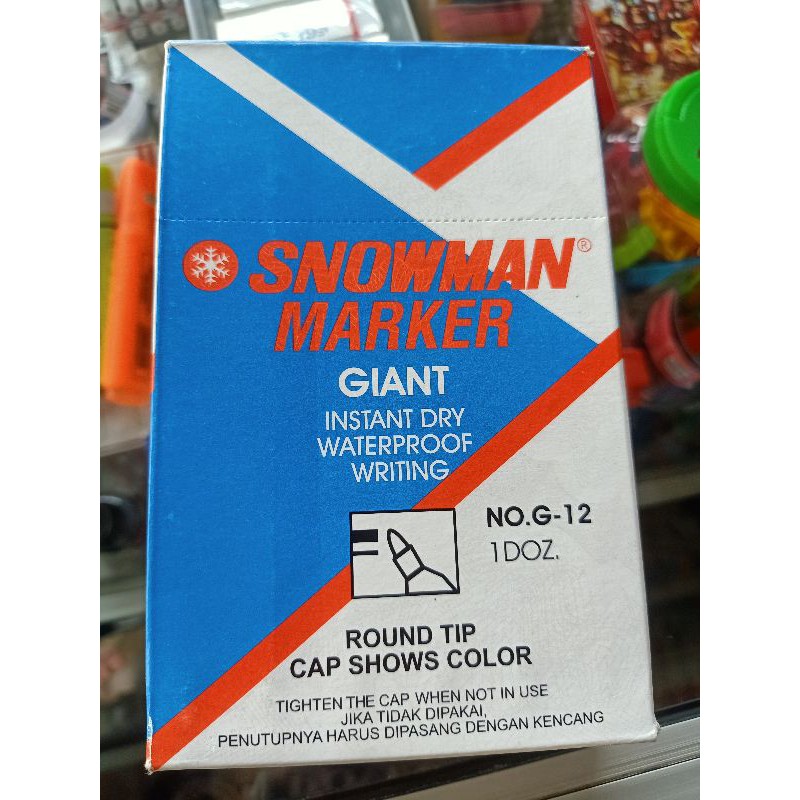 SNOWMAN®
MARKER
GIANT
INSTANT DRY
WATERPROOF
WRITING
NO.G-12
1 DOZ.
ROUND TIP
CAP SHOWS COLOR
TIGHTEN THE CAP WHEN NOT IN USE
JIKA TIDAK DIPAKAI,
PENUTUPNYA HARUS DIPASANG DENGAN KENCANG